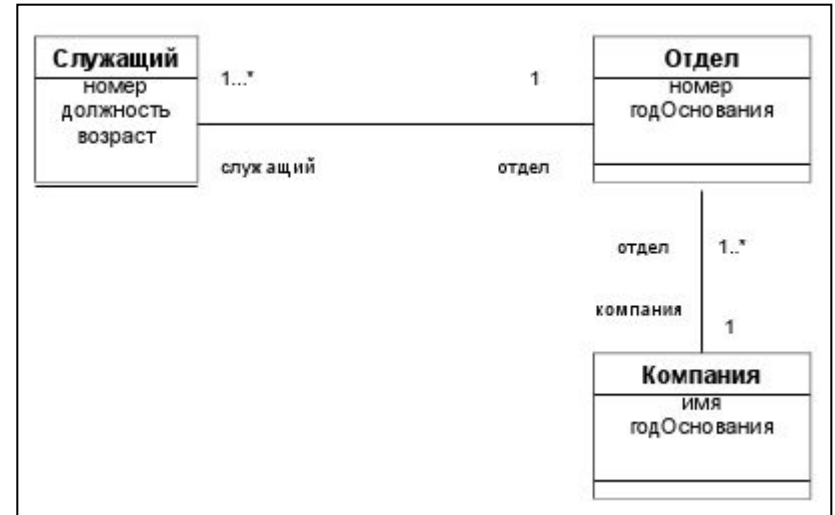 Служащий
номер
должность
возраст
1...*
1
служащий
отдел
Отдел
номер
годОснования
отдел
1..*
компания
1
Компания
имя
годОснования